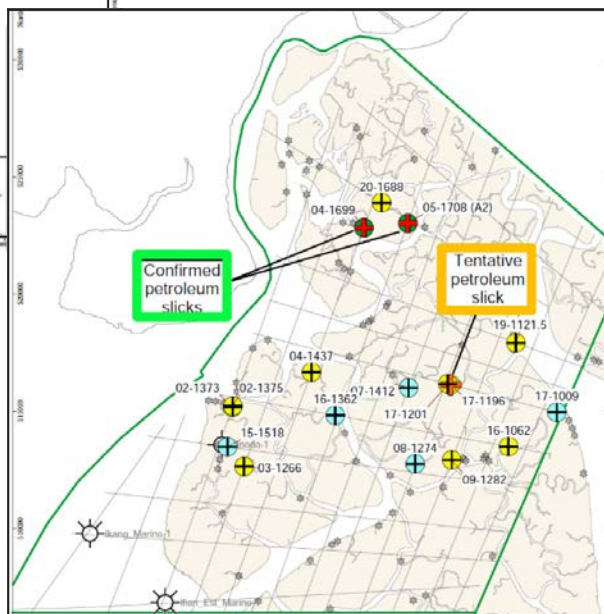 20-1688
04-1699
05-1708 (A2)
Confirmed
petroleum
slicks
Tentative
petroleum
slick
19-1121.5
04-1437
02-1373
02-1375
07-1412
16-1362
17-1201
17-1196
17-1009
15-1518
16-1062
08-1274
03-1266
09-1282
Ikang_Marino-1